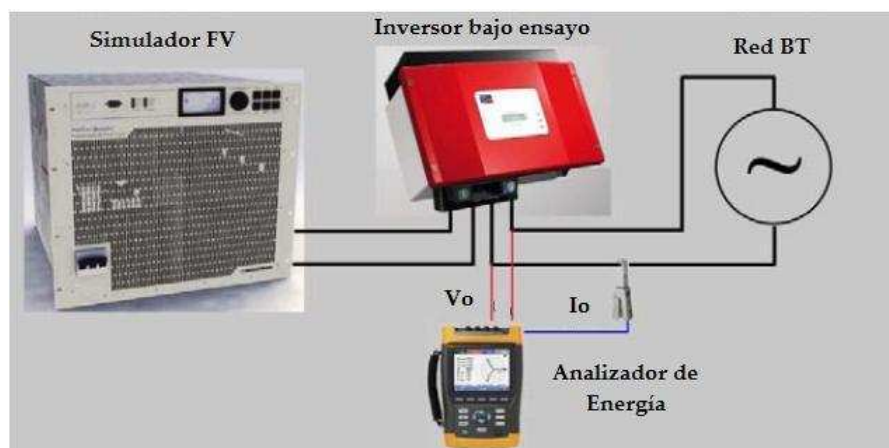 Simulador FV
Inversor bajo ensayo
Red BT
Vo
Io
Analizador de
Energía